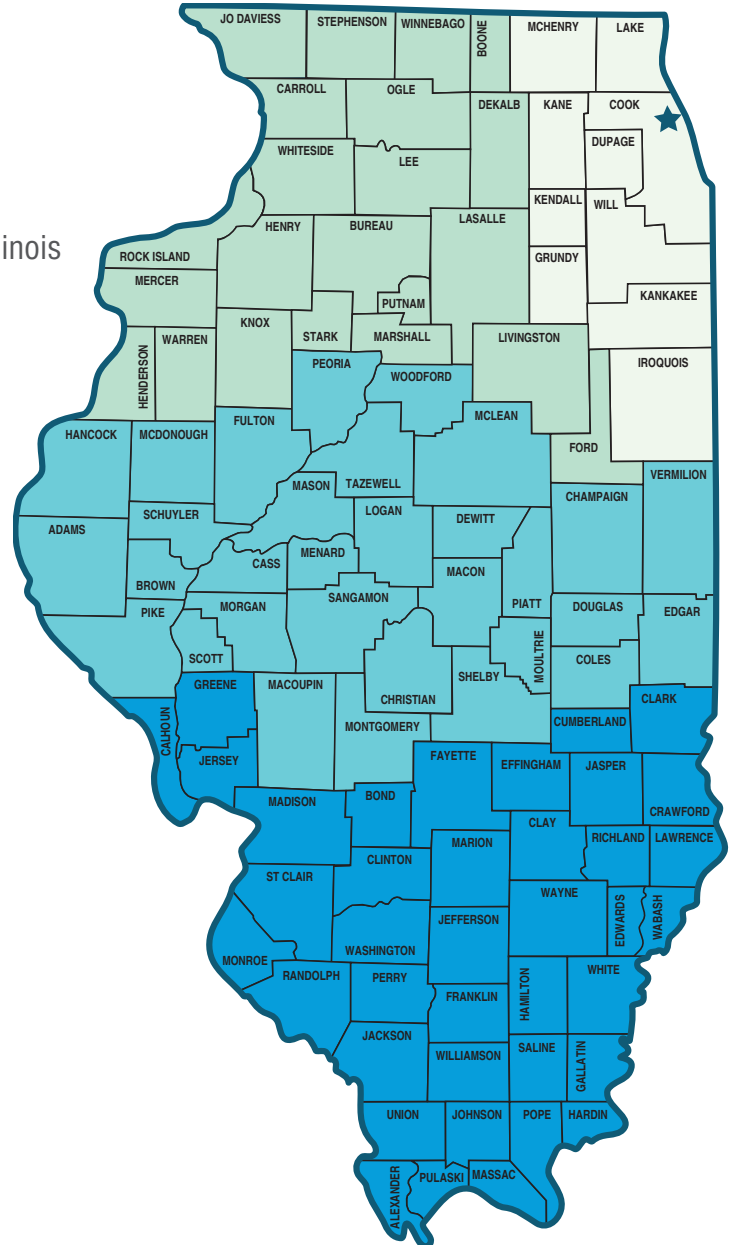 JO DAVIESS
STEPHENSON
WINNEBAGO
BOONE
MCHENRY
LAKE
CARROLL
OGLE
DEKALB
KANE
COOK
DUPAGE
WHITESIDE
LEE
KENDALL
WILL
inois
ROCK ISLAND
HENRY
BUREAU
LASALLE
GRUNDY
MERCER
PUTNAM
KANKAKEE
HENDERSON
WARREN
KNOX
STARK
MARSHALL
LIVINGSTON
PEORIA
WOODFORD
IROQUOIS
HANCOCK
MCDONOUGH
FULTON
MCLEAN
FORD
VERMILION
MASON
TAZEWELL
CHAMPAIGN
ADAMS
SCHUYLER
LOGAN
DEWITT
BROWN
CASS
MENARD
MACON
PIATT
PIKE
MORGAN
SANGAMON
DOUGLAS
EDGAR
SCOTT
MOULTRIE
COLES
GREENE
MACOUPIN
CHRISTIAN
SHELBY
CLARK
CALHOUN
MONTGOMERY
CUMBERLAND
JERSEY
FAYETTE
EFFINGHAM
JASPER
MADISON
BOND
CLAY
CRAWFORD
MARION
RICHLAND
LAWRENCE
CLINTON
ST CLAIR
WAYNE
EDWARDS
WABASH
JEFFERSON
MONROE
WASHINGTON
RANDOLPH
PERRY
HAMILTON
WHITE
FRANKLIN
JACKSON
WILLIAMSON
SALINE
GALLATIN
UNION
JOHNSON
POPE
HARDIN
ALEXANDER
PULASKI
MASSAC